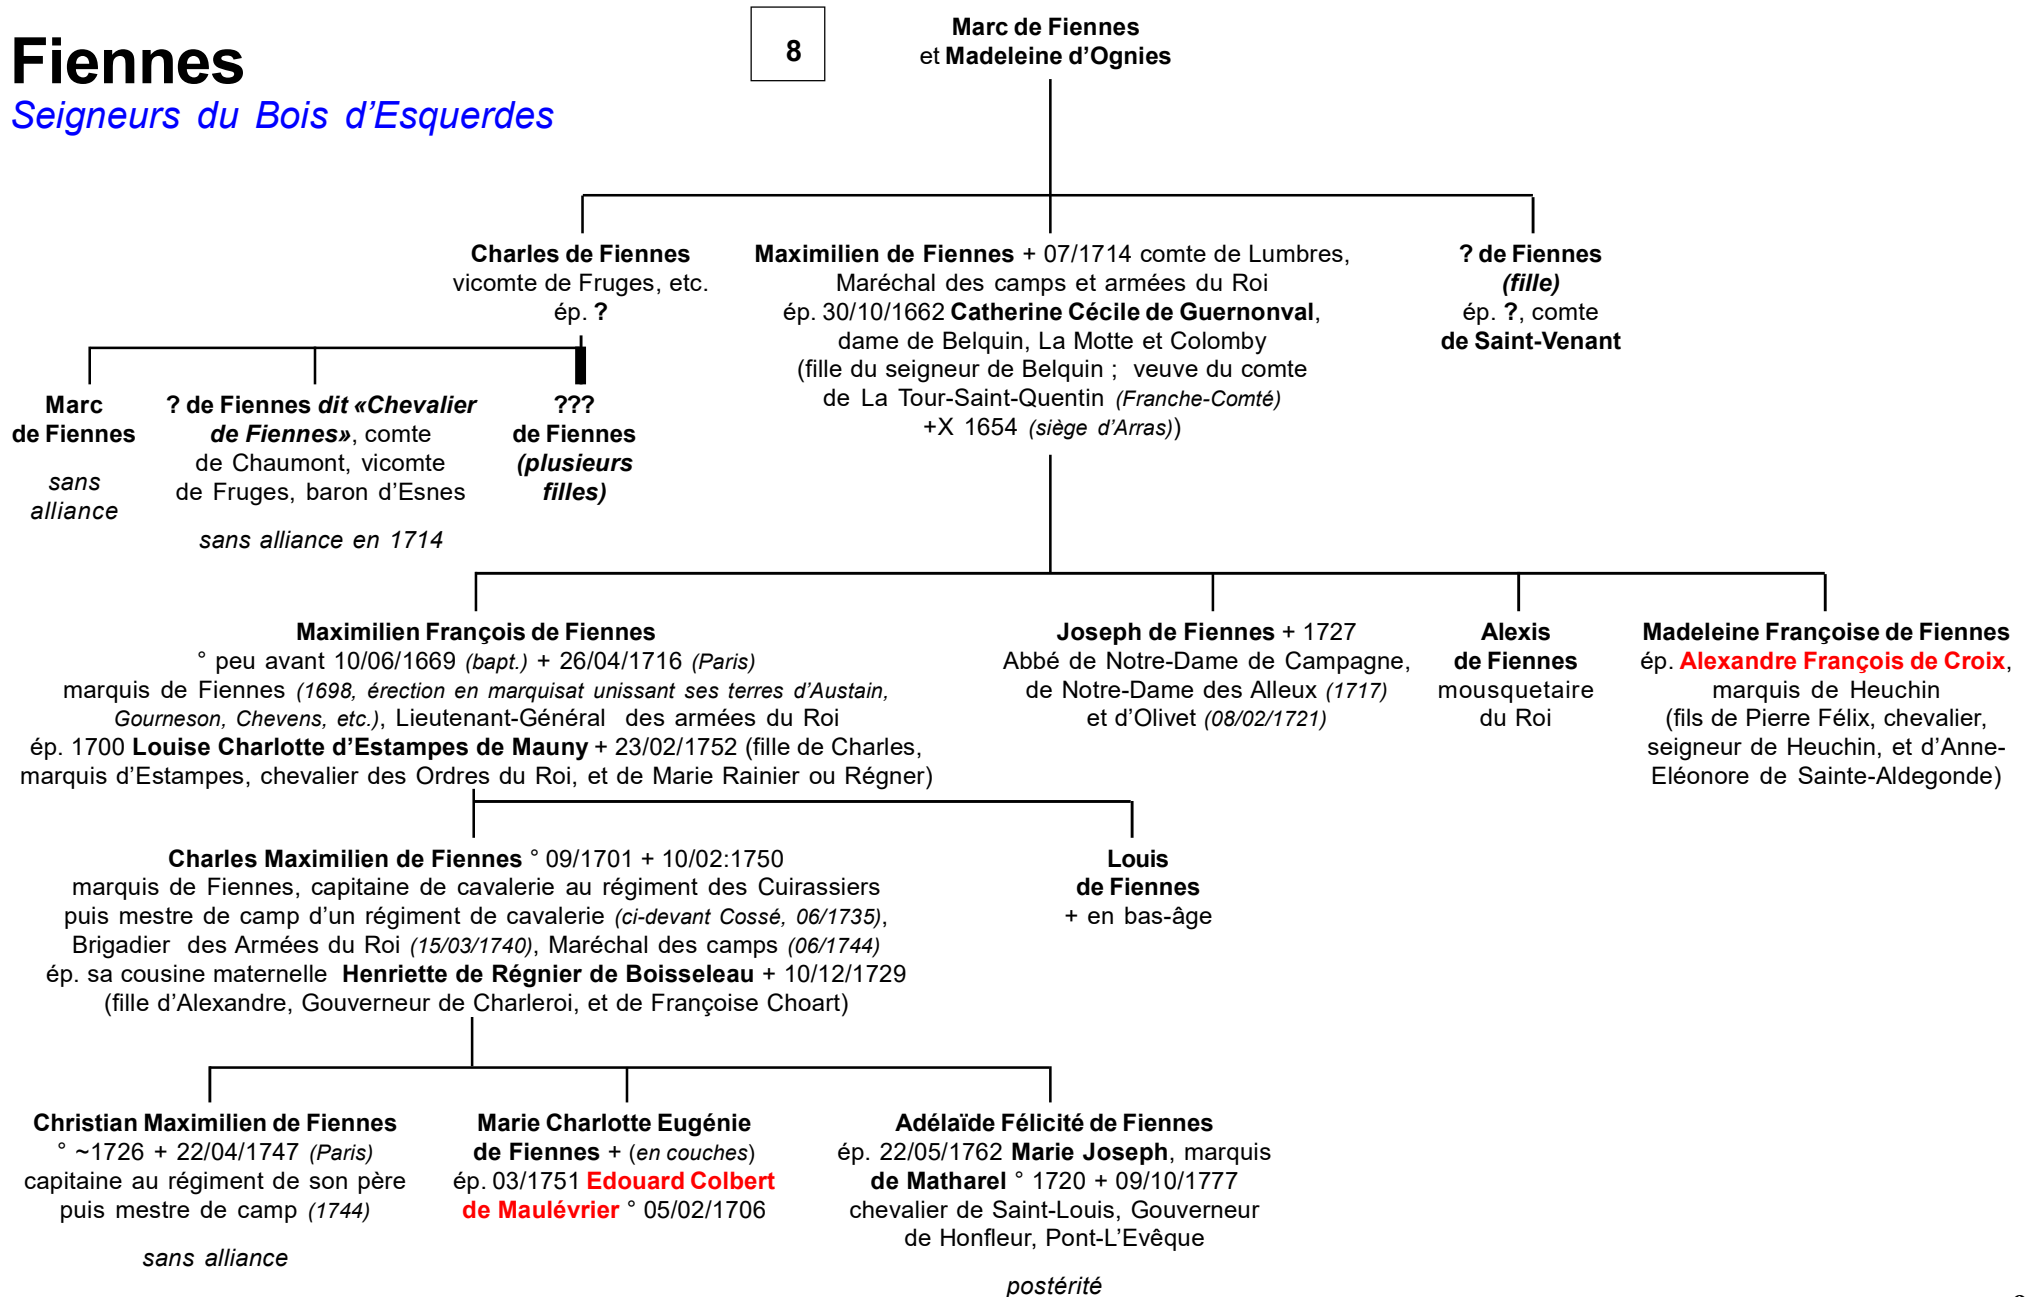 Fiennes
Seigneurs du Bois d’Esquerdes
8
Marc de Fiennes
et Madeleine d’Ognies
Charles de Fiennes
vicomte de Fruges, etc.
ép. ?
Maximilien de Fiennes + 07/1714 comte de Lumbres,
Maréchal des camps et armées du Roi
ép. 30/10/1662 Catherine Cécile de Guernonval,
dame de Belquin, La Motte et Colomby
(fille du seigneur de Belquin ; veuve du comte
de La Tour-Saint-Quentin (Franche-Comté)
+X 1654 (siège d’Arras))
? de Fiennes
(fille)
ép. ?, comte
de Saint-Venant
Marc
de Fiennes
sans
alliance
? de Fiennes dit «Chevalier
de Fiennes», comte
de Chaumont, vicomte
de Fruges, baron d’Esnes
sans alliance en 1714
???
de Fiennes
(plusieurs
filles)
Maximilien François de Fiennes
° peu avant 10/06/1669 (bapt.) + 26/04/1716 (Paris)
marquis de Fiennes (1698, érection en marquisat unissant ses terres d’Austain,
Gourneson, Chevens, etc.), Lieutenant-Général des armées du Roi
ép. 1700 Louise Charlotte d’Estampes de Mauny + 23/02/1752 (fille de Charles,
marquis d’Estampes, chevalier des Ordres du Roi, et de Marie Rainier ou Régner)
Joseph de Fiennes + 1727
Abbé de Notre-Dame de Campagne,
de Notre-Dame des Alleux (1717)
et d’Olivet (08/02/1721)
Alexis
de Fiennes
mousquetaire
du Roi
Madeleine Françoise de Fiennes
ép. Alexandre François de Croix,
marquis de Heuchin
(fils de Pierre Félix, chevalier,
seigneur de Heuchin, et d’Anne-
Eléonore de Sainte-Aldegonde)
Charles Maximilien de Fiennes ° 09/1701 + 10/02:1750
marquis de Fiennes, capitaine de cavalerie au régiment des Cuirassiers
puis mestre de camp d’un régiment de cavalerie (ci-devant Cossé, 06/1735),
Brigadier des Armées du Roi (15/03/1740), Maréchal des camps (06/1744)
ép. sa cousine maternelle Henriette de Régnier de Boisseleau + 10/12/1729
(fille d’Alexandre, Gouverneur de Charleroi, et de Françoise Choart)
Louis
de Fiennes
+ en bas-âge
Christian Maximilien de Fiennes
° ~1726 + 22/04/1747 (Paris)
capitaine au régiment de son père
puis mestre de camp (1744)
sans alliance
Marie Charlotte Eugénie
de Fiennes + (en couches)
ép. 03/1751 Edouard Colbert
de Maulévrier ° 05/02/1706
Adélaïde Félicité de Fiennes
ép. 22/05/1762 Marie Joseph, marquis
de Matharel ° 1720 + 09/10/1777
chevalier de Saint-Louis, Gouverneur
de Honfleur, Pont-L’Evêque
postérité